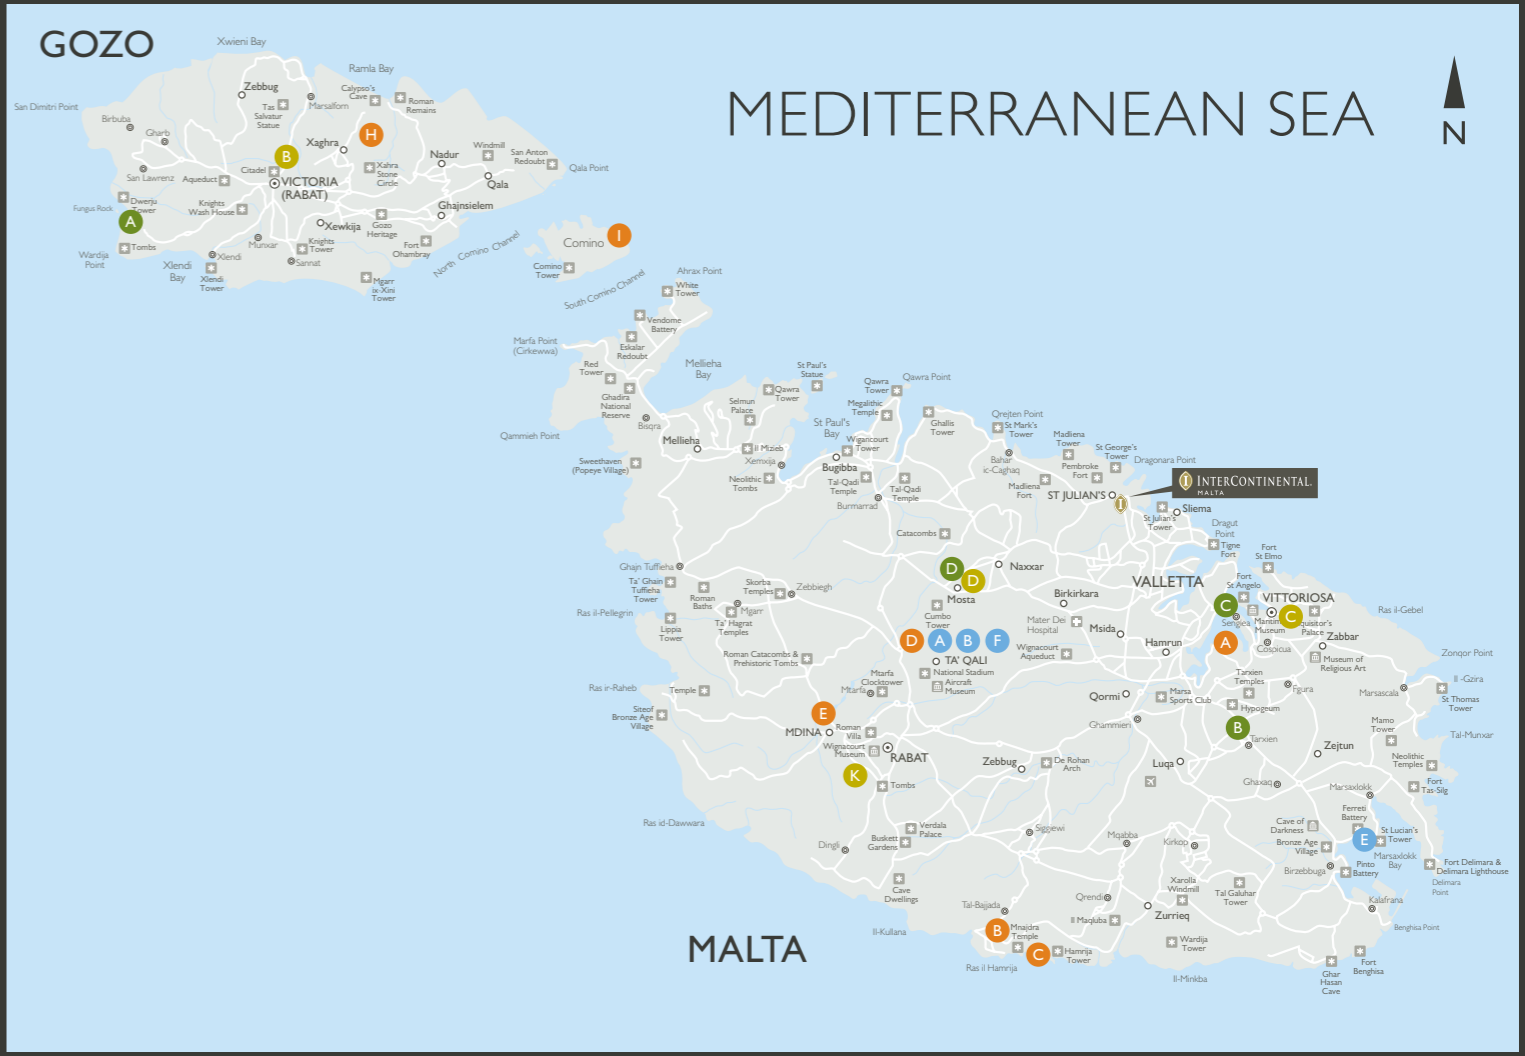 GOZO
MEDITERRANEAN SEA
N
Xwieni Bay
Ramla Bay
San Dimitri Point
Zebbug
Tas
Salvatur
Statue
Marsalforn
Calypso's
Cave
Roman
Remains
Birbuba
Gharb
H
Xaghra
B
Citadel
San Lawrenz
Aqueduct
VICTORIA
(RABAT)
Xahra
Stone
Circle
Nadur
Windmill
San Anton
Redoubt
Qala Point
Qala
Fungus Rock
Dwerju
Tower
A
Knights
Wash House
Xewkija
Gozo
Heritage
Ghajnsielem
Wardija
Point
Tombs
Munxar
Knights
Tower
Fort
Ohambray
Xlendi
Bay
Xlendi
Xlendi
Tower
Sannat
Mgarr
ix-Xini
Tower
North Comino Channel
Comino
I
Comino
Tower
South Comino Channel
Ahrax Point
White
Tower
Vendome
Battery
Marfa Point
(Cirkewwa)
Eskalar
Redoubt
Red
Tower
Ghadira
National
Reserve
Mellieha
Bay
Bisqra
Qammieh Point
Mellieha
Sweethaven
(Popeye Village)
Selmun
Palace
Qawra
Tower
St Paul's
Statue
Il Mizieb
Xemxija
Neolithic
Tombs
St Paul's
Bay
Wignacourt
Tower
Bugibba
Megalithic
Temple
Qawra
Tower
Qawra Point
Ghallis
Tower
Tal-Qadi
Temple
Tal-Qadi
Temple
Burmarrad
Qrejten Point
St Mark's
Tower
Bahar
ic-Caghaq
Madliena
Tower
Madliena
Fort
Pembroke
Fort
St George's
Tower
Dragonara Point
ST JULIAN'S
I
INTERCONTINENTAL.
MALTA
St Julian's
Tower
Sliema
Dragut
Point
Tigne
Fort
Fort
St Elmo
Catacombs
Ghajn Tuffieha
Ta' Ghain
Tuffieha
Tower
Roman
Baths
Skorba
Temples
Zebbiegh
Mgarr
Ta' Hagrat
Temples
Ras il-Pellegrin
Lippia
Tower
D
D
Mosta
Naxxar
Birkirkara
VALLETTA
Fort
St Angelo
C
Senglea
VITTORIOSA
Maritime
Museum
C
Palace
Ras il-Gebel
Cumbo
Tower
Mater Dei
Hospital
Msida
Hamrun
A
Cospicua
Zabbar
Museum of
Religious Art
Zonqor Point
D
A
B
F
TA' QALI
National Stadium
Aircraft
Museum
Wignacourt
Aqueduct
Roman Catacombs &
Prehistoric Tombs
Mtarfa
Clocktower
Mtarfa
Ras ir-Raheb
Temple
Siteof
Bronze Age
Village
E
MDINA
Roman
Villa
Wignacourt
Museum
RABAT
K
Tombs
Qormi
Marsa
Sports Club
Tarxien
Temples
Fgura
Hypogeum
Ghammieri
B
Tarxien
Marsascala
Il -Gzira
St Thomas
Tower
Mamo
Tower
Tal-Munxar
Zejtun
Neolithic
Temples
Fort
Tas-Silg
Zebbug
De Rohan
Arch
Luqa
Ghaxaq
Marsaxlokk
Ras id-Dawwara
Dingli
Buskett
Gardens
Verdala
Palace
Siggiewi
Mqabba
Kirkop
Cave of
Darkness
Bronze Age
Village
Ferreti
Battery
E
St Lucian's
Tower
Marsaxlokk
Bay
Pinto
Battery
Birzebbuga
Fort Delimara &
Delimara Lighthouse
Delimara
Point
Cave
Dwellings
Il-Kullana
Tal-Bajjada
Qrendi
Xarolla
Windmill
Tal Galuhar
Tower
Kalafrana
Benghisa Point
Il Maqluba
Zurrieq
B
Mnajdra
Temple
C
Hamrija
Tower
Ras il Hamrija
Wardija
Tower
Il-Minkba
Ghar
Hasan
Cave
Fort
Benghisa
MALTA